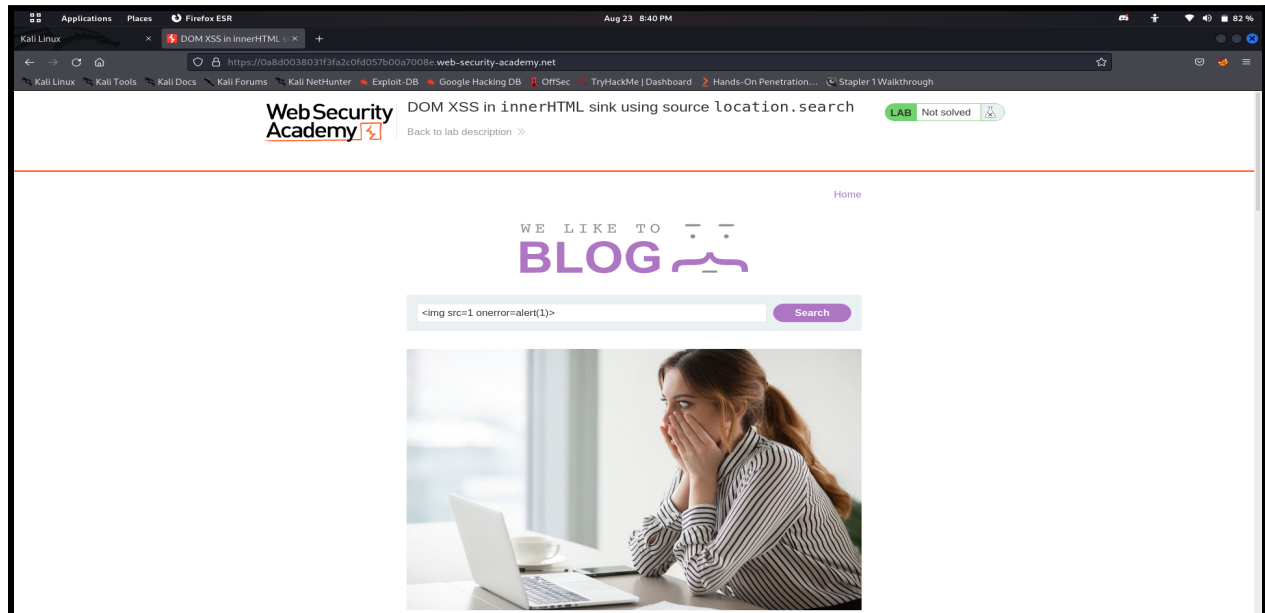 Applications Places Firefox ESR Aug 23 8:40 PM 82 %
Kali Linux × DOM XSS in innerHTML s × +
https://0a8d0038031f3fa2c0fd057b00a7008e.web-security-academy.net
Kali Linux Kali Tools Kali Docs Kali Forums Kali NetHunter Exploit-DB Google Hacking DB OffSec TryHackMe | Dashboard Hands-On Penetration... Stapler 1 Walkthrough
Web Security
Academy
DOM XSS in innerHTML sink using source location.search
Back to lab description »
LAB Not solved
Home
WE LIKE TO
BLOG
<img src=1 onerror=alert(1)> Search